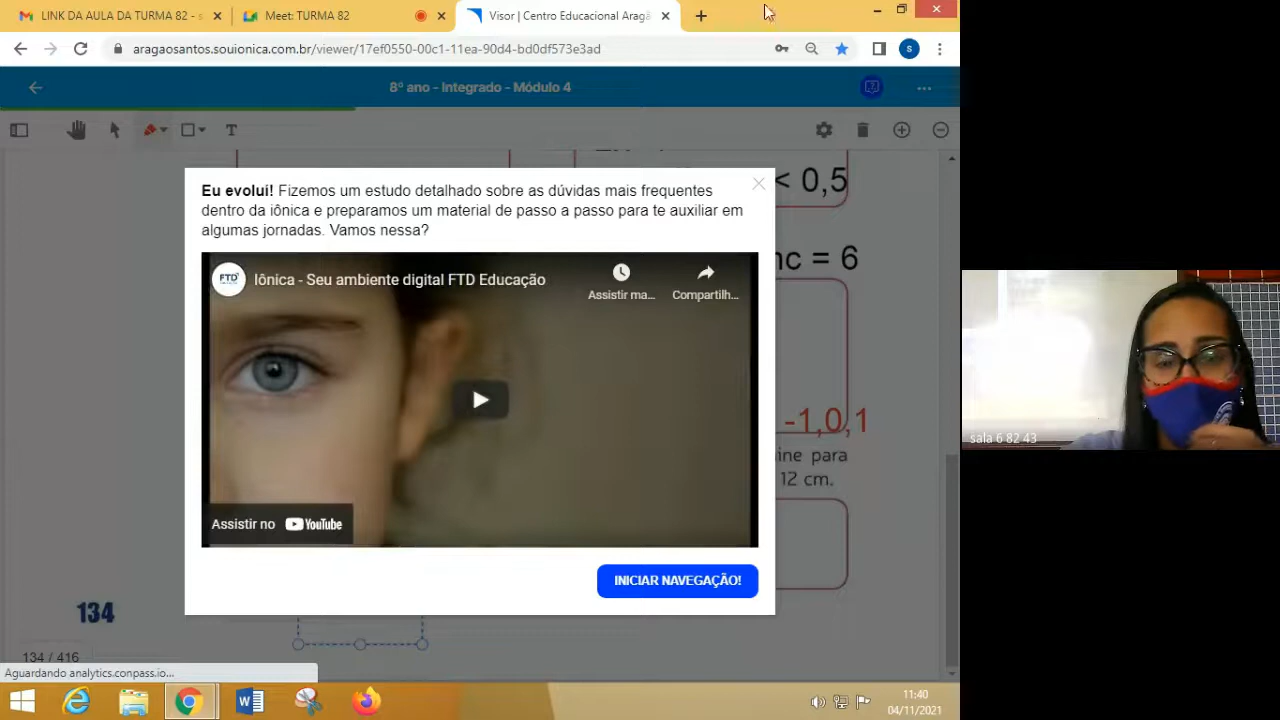 LINK DA AULA DA TURMA 82 - s
Meet: TURMA 82
Visor | Centro Educacional Aragã
aragaosantos.souionica.com.br/viewer/17ef0550-00c1-11ea-90d4-bd0df573e3ad
s
8º ano - Integrado - Módulo 4
T
< 0,5
Eu evolui! Fizemos um estudo detalhado sobre as dúvidas mais frequentes
dentro da iônica e preparamos um material de passo a passo para te auxiliar em
algumas jornadas. Vamos nessa?
mc = 6
FTD
Iônica - Seu ambiente digital FTD Educação
Assistir ma...
Compartilh...
-1,0,1
ine para
12 cm.
Assistir no YouTube
INICIAR NAVEGAÇÃO!
134
134 / 416
Aguardando analytics.conpass.io...
sala 6 82 43
11:40
04/11/2021